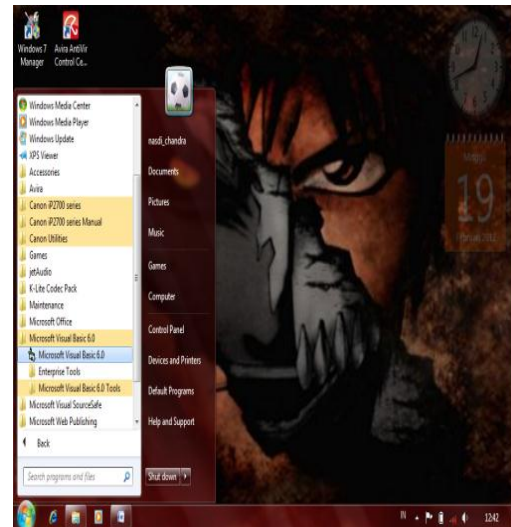 Windows 7
Manager
Avira AntiVir
Control Ce...
Windows Media Center
Windows Media Player
Windows Update
XPS Viewer
Accessories
Avira
Canon iP2700 series
Canon iP2700 series Manual
Canon Utilities
Games
jetAudio
K-Lite Codec Pack
Maintenance
Microsoft Office
Microsoft Visual Basic 6.0
Microsoft Visual Basic 6.0
Enterprise Tools
Microsoft Visual Basic 6.0 Tools
Microsoft Visual SourceSafe
Microsoft Web Publishing
Back
Search programs and files
nasdi_chandra
Documents
Pictures
Music
Games
Computer
Control Panel
Devices and Printers
Default Programs
Help and Support
Shut down
Minggu
19
Februari 2012
IN
12:42